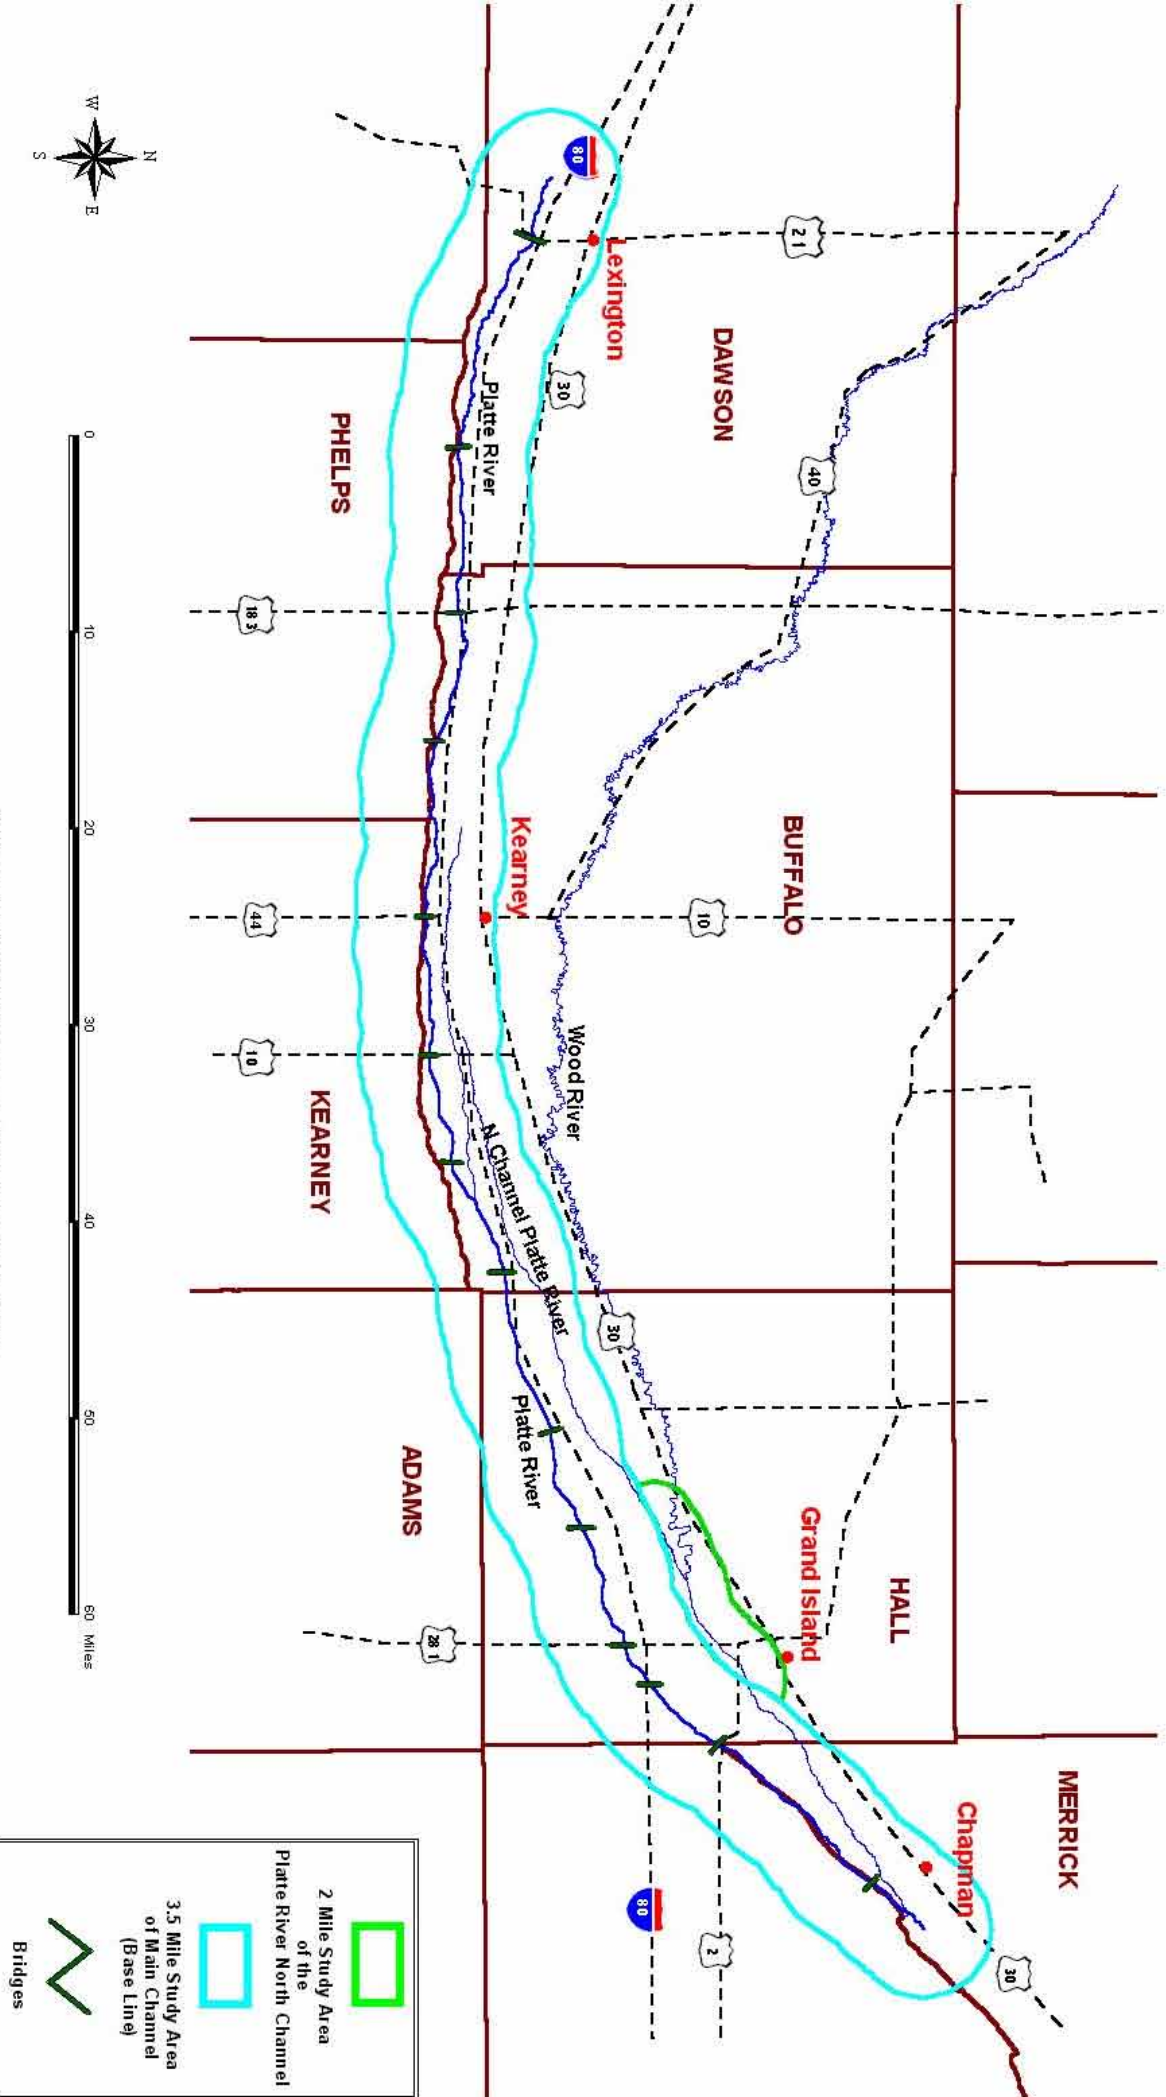 MERRICK
Chapman
30
2
80
HALL
Grand Island
281
ADAMS
30
Platte River
N Channel Platte River
Wood River
BUFFALO
10
Kearney
KEARNEY
10
44
183
DAWSON
40
21
Lexington
80
30
Platte River
PHELPS
N
W
E
S
0
10
20
30
40
50
60 Miles
2 Mile Study Area
of the
Platte River North Channel
3.5 Mile Study Area
of Main Channel
(Base Line)
Bridges